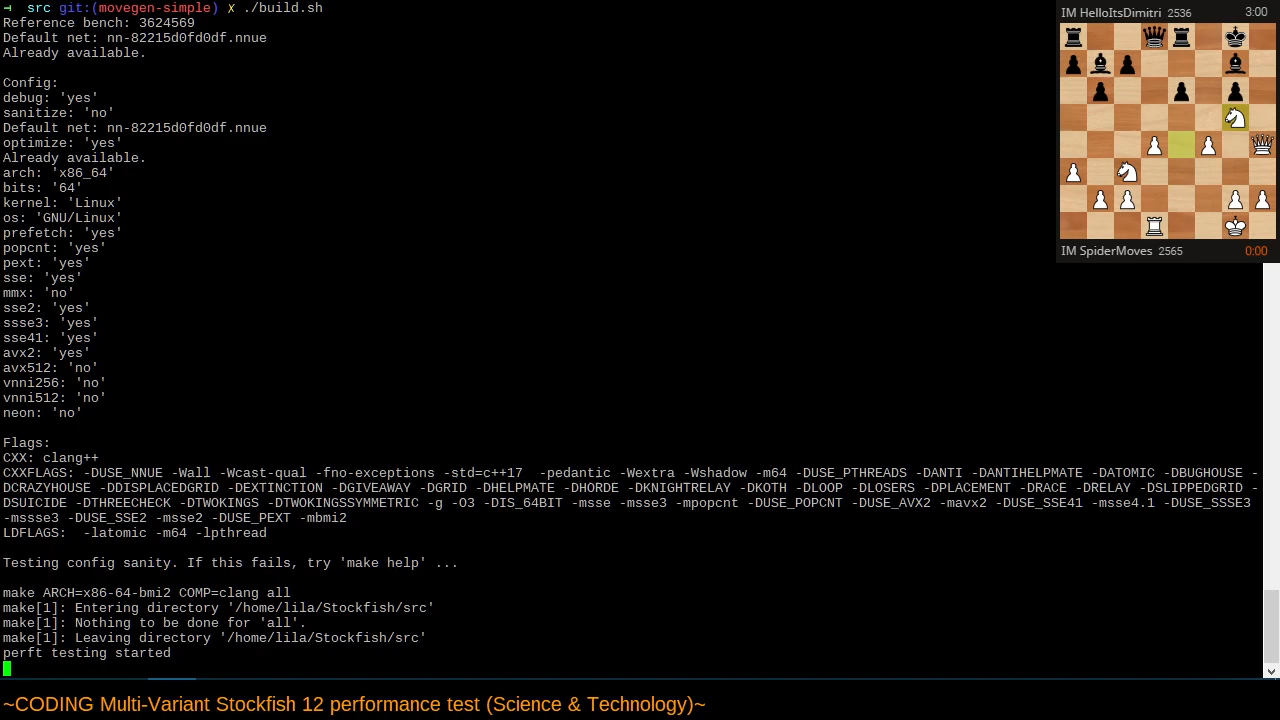 → src git:(movegen-simple) ✗ ./build.sh
Reference bench: 3624569
Default net: nn-82215d0fd0df.nnue
Already available.
Config:
debug: 'yes'
sanitize: 'no'
Default net: nn-82215d0fd0df.nnue
optimize: 'yes'
Already available.
arch: 'x86_64'
bits: '64'
kernel: 'Linux'
os: 'GNU/Linux'
prefetch: 'yes'
popcnt: 'yes'
pext: 'yes'
sse: 'yes'
mmx: 'no'
sse2: 'yes'
ssse3: 'yes'
sse41: 'yes'
avx2: 'yes'
avx512: 'no'
vnni256: 'no'
vnni512: 'no'
neon: 'no'
Flags:
CXX: clang++
CXXFLAGS: -DUSE_NNUE -Wall -Wcast-qual -fno-exceptions -std=c++17  -pedantic -Wextra -Wshadow -m64 -DUSE_PTHREADS -DANTI -DANTIHELPMATE -DATOMIC -DBUGHOUSE -
DCRAZYHOUSE -DDISPLACEDGRID -DEXTINCTION -DGIVEAWAY -DGRID -DHELPMATE -DHORDE -DKNIGHTRELAY -DKOTH -DLOOP -DLOSERS -DPLACEMENT -DRACE -DRELAY -DSLIPPEDGRID -
DSUICIDE -DTHREECHECK -DTWOKINGS -DTWOKINGSSYMMETRIC -g -O3 -DIS_64BIT -msse -msse3 -mpopcnt -DUSE_POPCNT -DUSE_AVX2 -mavx2 -DUSE_SSE41 -msse4.1 -DUSE_SSSE3
-mssse3 -DUSE_SSE2 -msse2 -DUSE_PEXT -mbmi2
LDFLAGS:  -latomic -m64 -lpthread
Testing config sanity. If this fails, try 'make help' ...
make ARCH=x86-64-bmi2 COMP=clang all
make[1]: Entering directory '/home/lila/Stockfish/src'
make[1]: Nothing to be done for 'all'.
make[1]: Leaving directory '/home/lila/Stockfish/src'
perft testing started
IM HelloItsDimitri 2536 3:00
IM SpiderMoves 2565 0:00
~CODING Multi-Variant Stockfish 12 performance test (Science & Technology)~